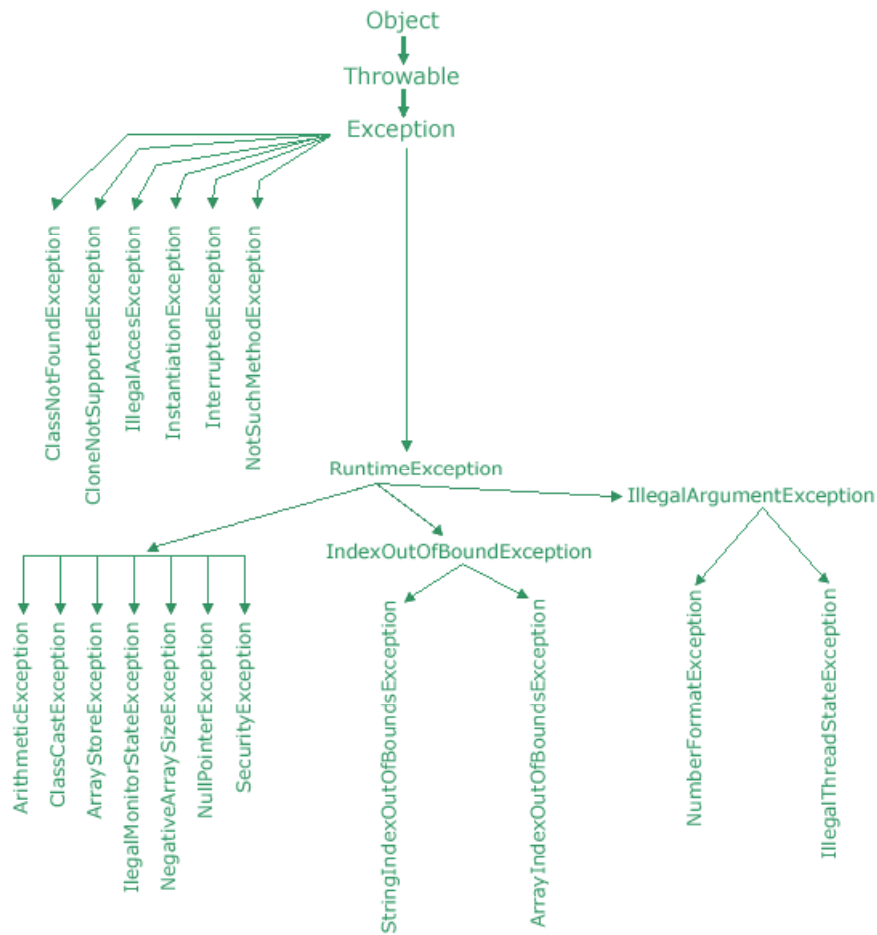 Object
Throwable
Exception
ClassNotFoundException
CloneNotSupportedException
IllegalAccesException
InstantiationException
InterruptedException
NotSuchMethodException
RuntimeException
IllegalArgumentException
IndexOutOfBoundException
ArithmeticException
ClassCastException
ArrayStoreException
IlegalMonitorStateException
NegativeArraySizeException
NullPointerException
SecurityException
StringIndexOutOfBoundsException
ArrayIndexOutOfBoundsException
NumberFormatException
IllegalThreadStateException